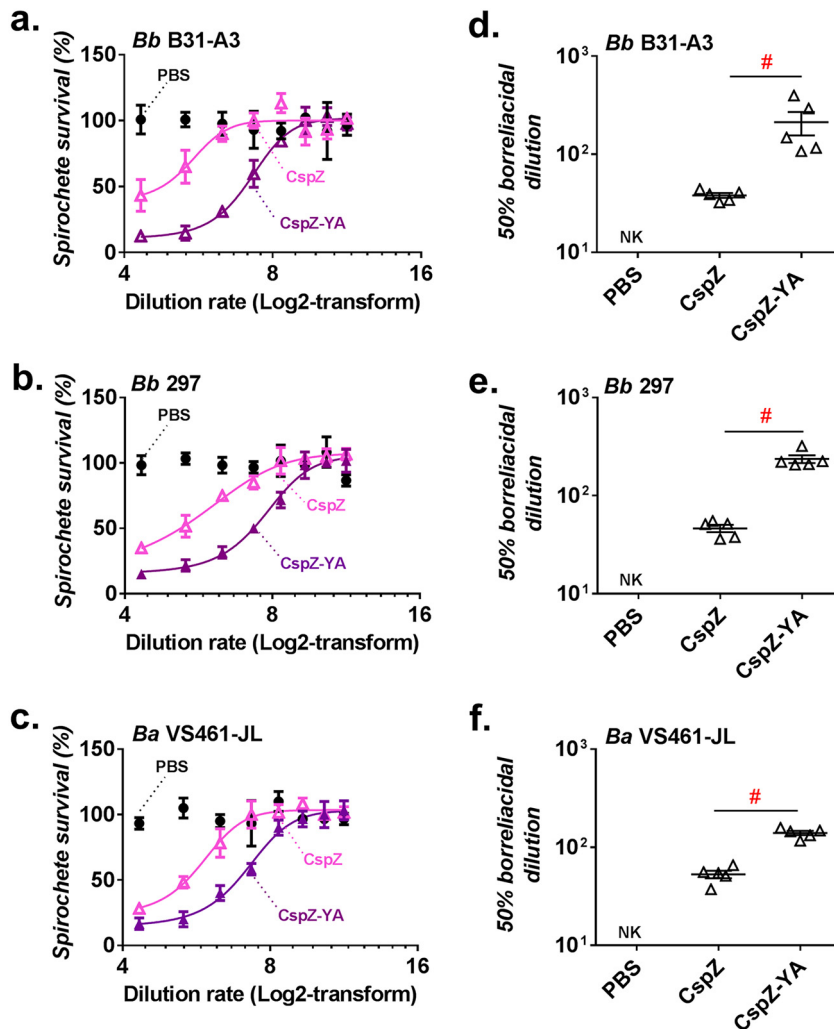 a.
Bb B31-A3
PBS
150
100
50
0
Spirochete survival (%)
CspZ
CspZ-YA
4
8
16
Dilution rate (Log2-transform)
d.
Bb B31-A3
10³
10²
10¹
50% borreliacidal
dilution
#
NK
PBS
CspZ
CspZ-YA
b.
Bb 297
PBS
150
100
50
0
Spirochete survival (%)
CspZ
CspZ-YA
4
8
16
Dilution rate (Log2-transform)
e.
Bb 297
10³
10²
10¹
50% borreliacidal
dilution
#
NK
PBS
CspZ
CspZ-YA
c.
Ba VS461-JL
PBS
150
100
50
0
Spirochete survival (%)
CspZ
CspZ-YA
4
8
16
Dilution rate (Log2-transform)
f.
Ba VS461-JL
10³
10²
10¹
50% borreliacidal
dilution
#
NK
PBS
CspZ
CspZ-YA